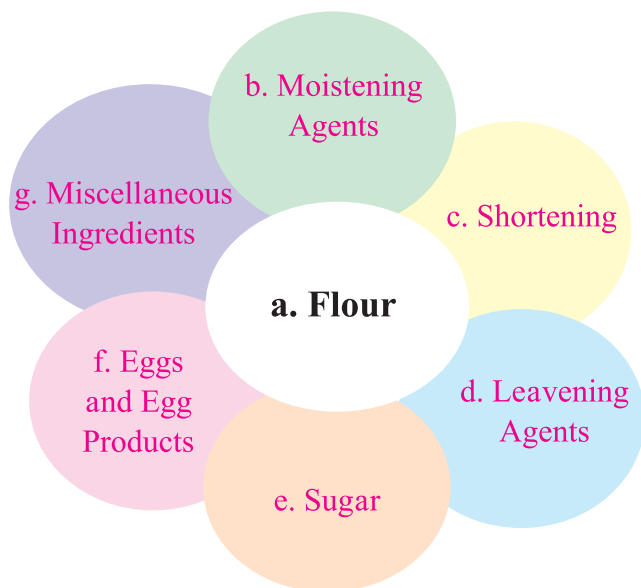 a. Flour
b. Moistening
Agents
c. Shortening
d. Leavening
Agents
e. Sugar
f. Eggs
and Egg
Products
g. Miscellaneous
Ingredients